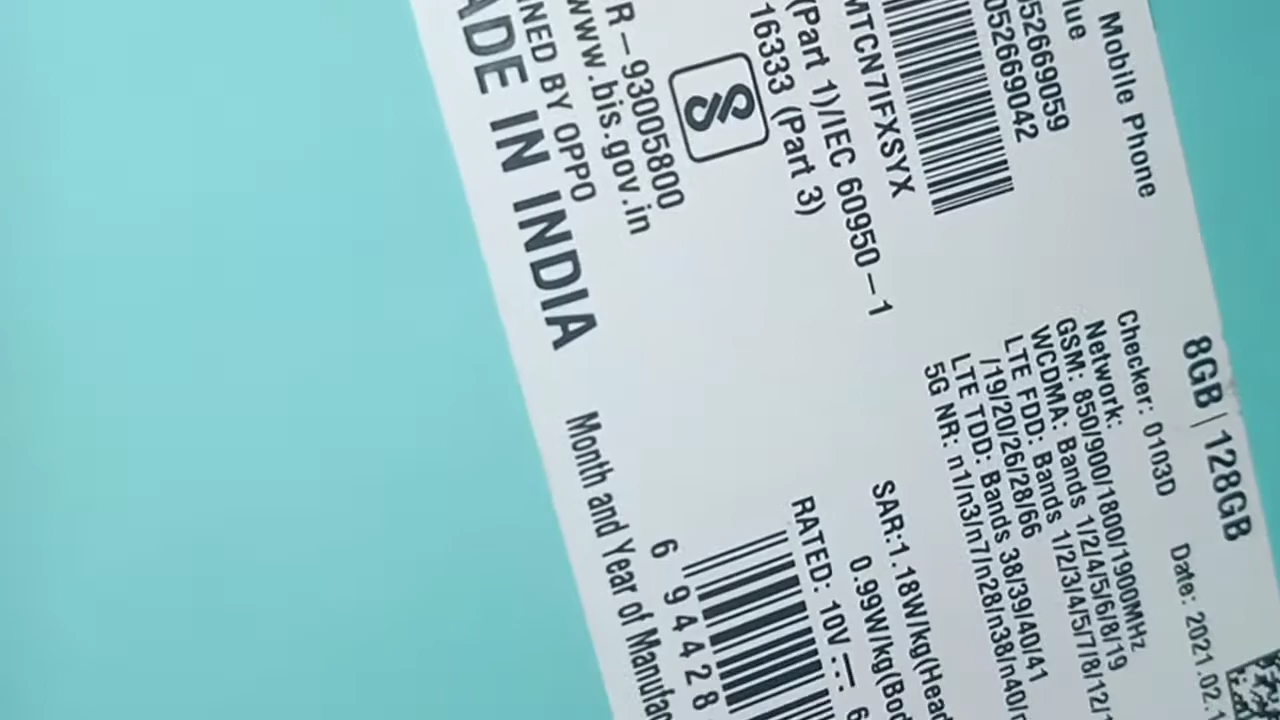 Mobile Phone
lue
52669059
052669042
MTCN7IFXSYX
(Part 1)/IEC 60950–1
16333 (Part 3)
R–93005800
www.bis.gov.in
NED BY OPPO
ADE IN INDIA
8GB | 128GB
Checker: 0103D Date: 2021.02.1
Network:
GSM: 850/900/1800/1900MHz
WCDMA: Bands 1/2/4/5/6/8/19
LTE FDD: Bands 1/2/3/4/5/7/8/12/
/19/20/26/28/66
LTE TDD: Bands 38/39/40/41
5G NR: n1/n3/n7/n28/n38/n40/n
SAR:1.18W/kg(Head
0.99W/kg(Bod
RATED: 10V⎓ 6
6 94428
Month and Year of Manufac